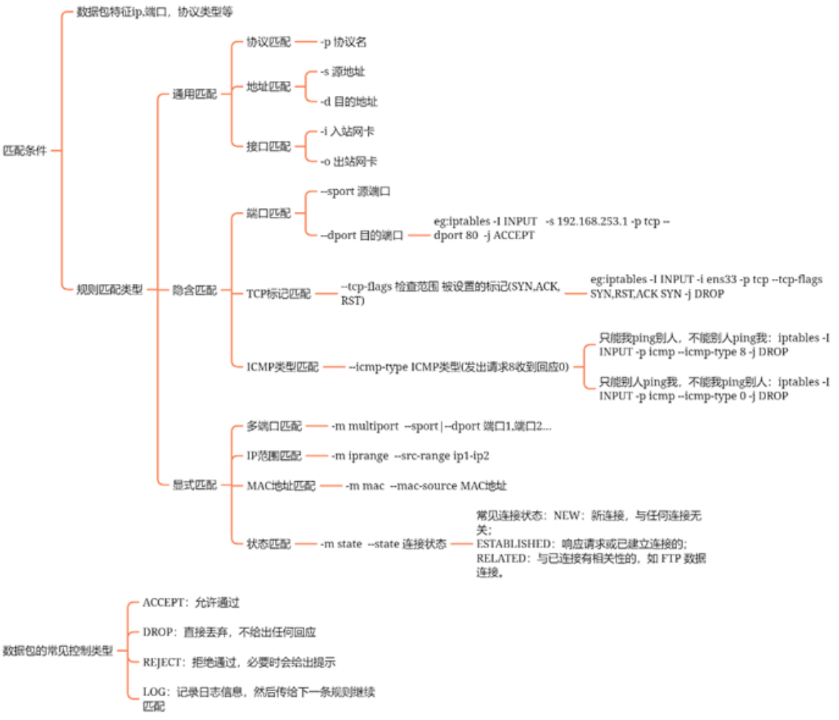 匹配条件
数据包特征ip,端口，协议类型等
规则匹配类型
通用匹配
协议匹配
-p 协议名
地址匹配
-s 源地址
-d 目的地址
接口匹配
-i 入站网卡
-o 出站网卡
隐含匹配
端口匹配
--sport 源端口
--dport 目的端口
eg:iptables -I INPUT -s 192.168.253.1 -p tcp --
dport 80 -j ACCEPT
TCP标记匹配
--tcp-flags 检查范围 被设置的标记(SYN,ACK,
RST)
eg:iptables -I INPUT -i ens33 -p tcp --tcp-flags
SYN,RST,ACK SYN -j DROP
ICMP类型匹配
--icmp-type ICMP类型(发出请求8收到回应0)
只能我ping别人，不能别人ping我：iptables -I
INPUT -p icmp --icmp-type 8 -j DROP
只能别人ping我，不能我ping别人：iptables -I
INPUT -p icmp --icmp-type 0 -j DROP
显式匹配
多端口匹配
-m multiport --sport|--dport 端口1,端口2...
IP范围匹配
-m iprange --src-range ip1-ip2
MAC地址匹配
-m mac --mac-source MAC地址
状态匹配
-m state --state 连接状态
常见连接状态：NEW：新连接，与任何连接无
关；
ESTABLISHED：响应请求或已建立连接的；
RELATED：与已连接有相关性的，如 FTP 数据
连接。
数据包的常见控制类型
ACCEPT：允许通过
DROP：直接丢弃，不给出任何回应
REJECT：拒绝通过，必要时会给出提示
LOG：记录日志信息，然后传给下一条规则继续
匹配